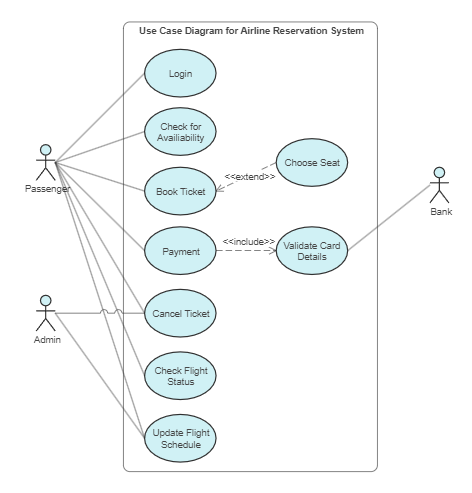 Use Case Diagram for Airline Reservation System
Login
Check for
Availiability
Choose Seat
<<extend>>
Passenger
Book Ticket
Bank
<<include>>
Payment
Validate Card
Details
Cancel Ticket
Admin
Check Flight
Status
Update Flight
Schedule